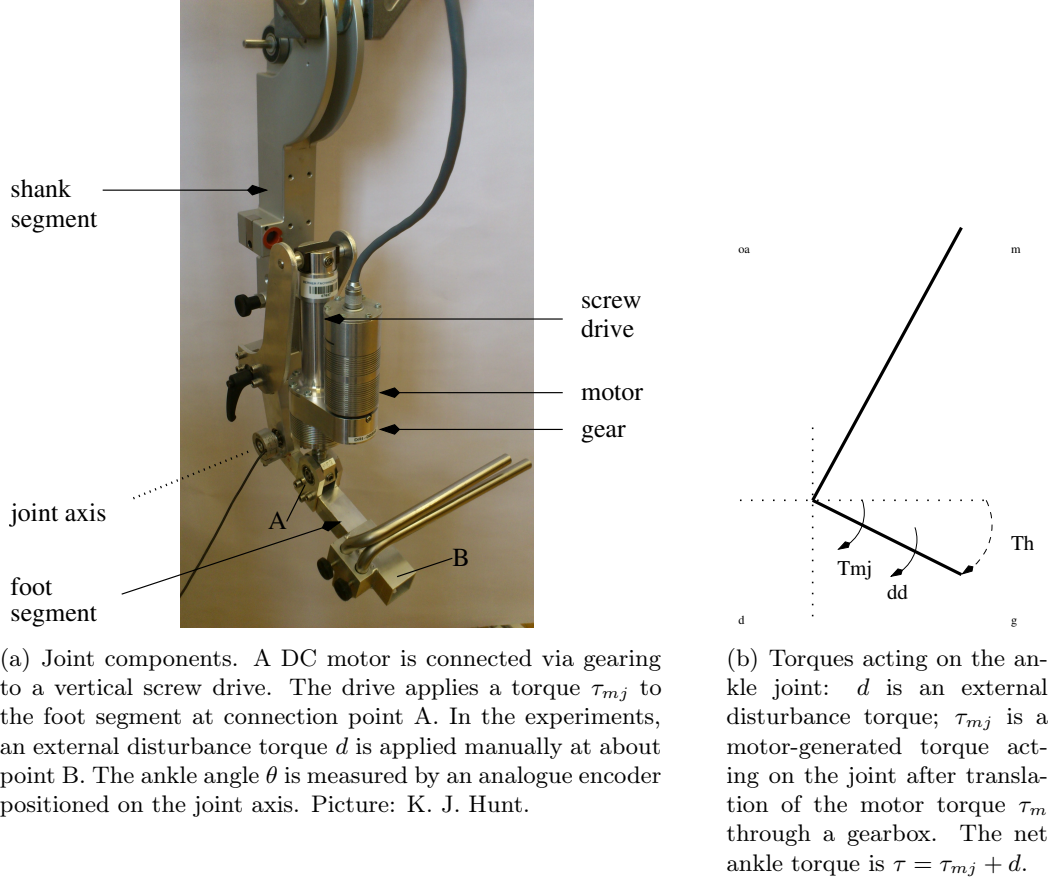 shank
segment
screw
drive
motor
gear
joint axis
A
B
foot
segment
oa
m
Th
Tmj
dd
d
g
(a) Joint components. A DC motor is connected via gearing
to a vertical screw drive. The drive applies a torque τmj to
the foot segment at connection point A. In the experiments,
an external disturbance torque d is applied manually at about
point B. The ankle angle θ is measured by an analogue encoder
positioned on the joint axis. Picture: K. J. Hunt.
(b) Torques acting on the an-
kle joint: d is an external
disturbance torque; τmj is a
motor-generated torque act-
ing on the joint after transla-
tion of the motor torque τm
through a gearbox. The net
ankle torque is τ = τmj + d.